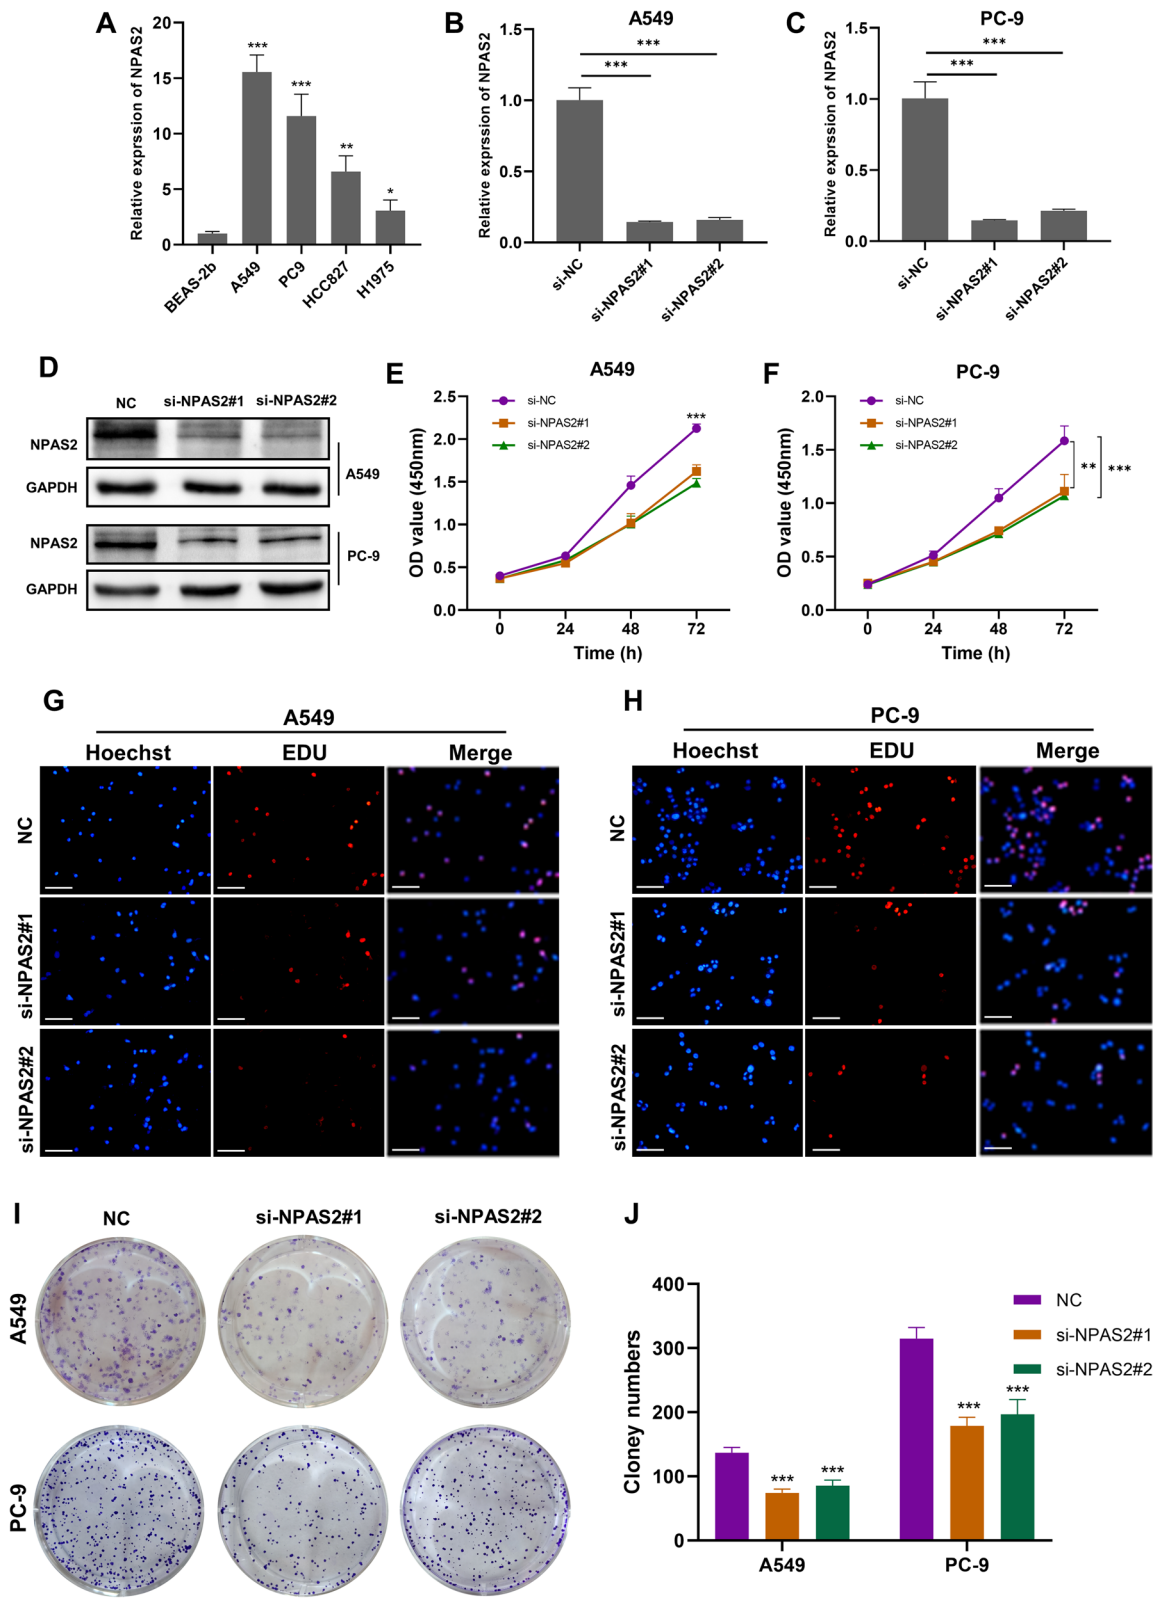 A
Relative exprssion of NPAS2
20
15
10
5
0
***
***
**
*
BEAS-2b
A549
PC9
HCC827
H1975
B
A549
Relative exprssion of NPAS2
1.5
1.0
0.5
0.0
***
***
si-NC
si-NPAS2#1
si-NPAS2#2
C
PC-9
Relative exprssion of NPAS2
1.5
1.0
0.5
0.0
***
***
si-NC
si-NPAS2#1
si-NPAS2#2
D
NC si-NPAS2#1 si-NPAS2#2
NPAS2
GAPDH
A549
NPAS2
GAPDH
PC-9
E
A549
OD value (450nm)
2.5
2.0
1.5
1.0
0.5
0.0
si-NC
si-NPAS2#1
si-NPAS2#2
***
0 24 48 72
Time (h)
F
PC-9
OD value (450nm)
2.0
1.5
1.0
0.5
0.0
si-NC
si-NPAS2#1
si-NPAS2#2
**
***
0 24 48 72
Time (h)
G
A549
Hoechst EDU Merge
NC
si-NPAS2#1
si-NPAS2#2
H
PC-9
Hoechst EDU Merge
NC
si-NPAS2#1
si-NPAS2#2
I
NC si-NPAS2#1 si-NPAS2#2
A549
PC-9
J
Cloney numbers
400
300
200
100
0
NC
si-NPAS2#1
si-NPAS2#2
***
***
***
***
A549 PC-9